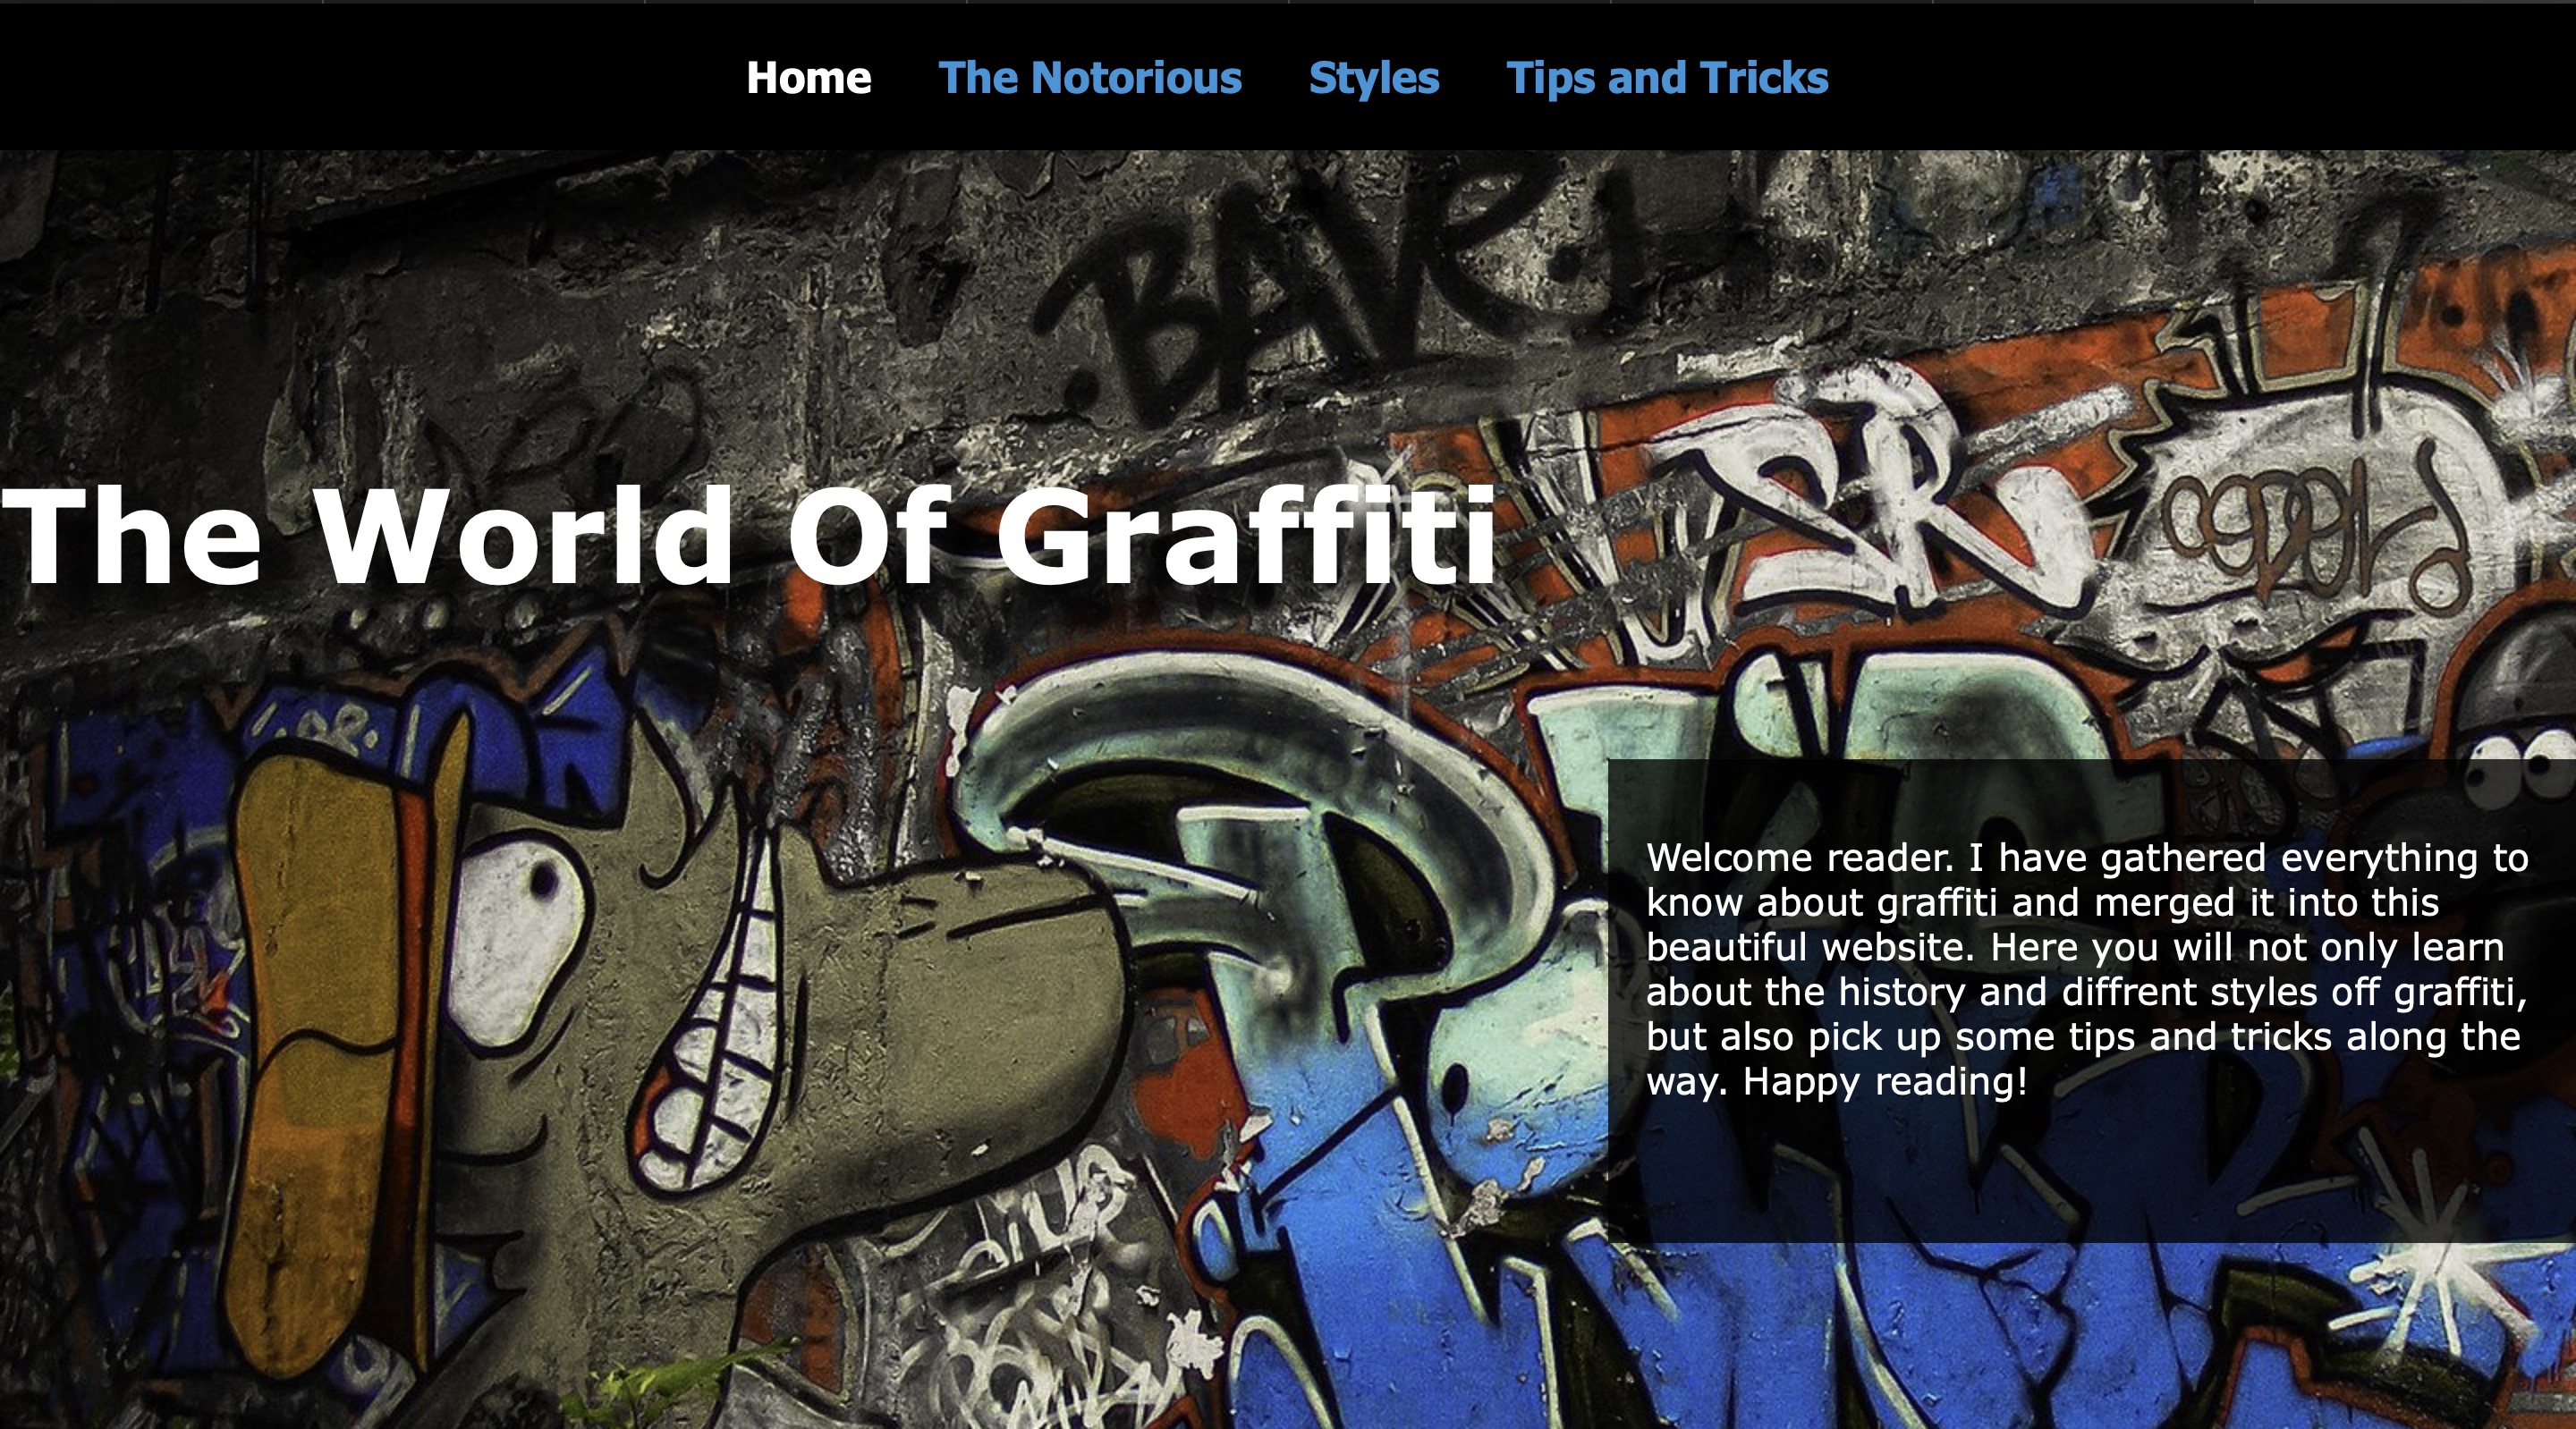 Home The Notorious Styles Tips and Tricks
The World Of Graffiti
SR
Welcome reader. I have gathered everything to
know about graffiti and merged it into this
beautiful website. Here you will not only learn
about the history and diffrent styles off graffiti,
but also pick up some tips and tricks along the
way. Happy reading!